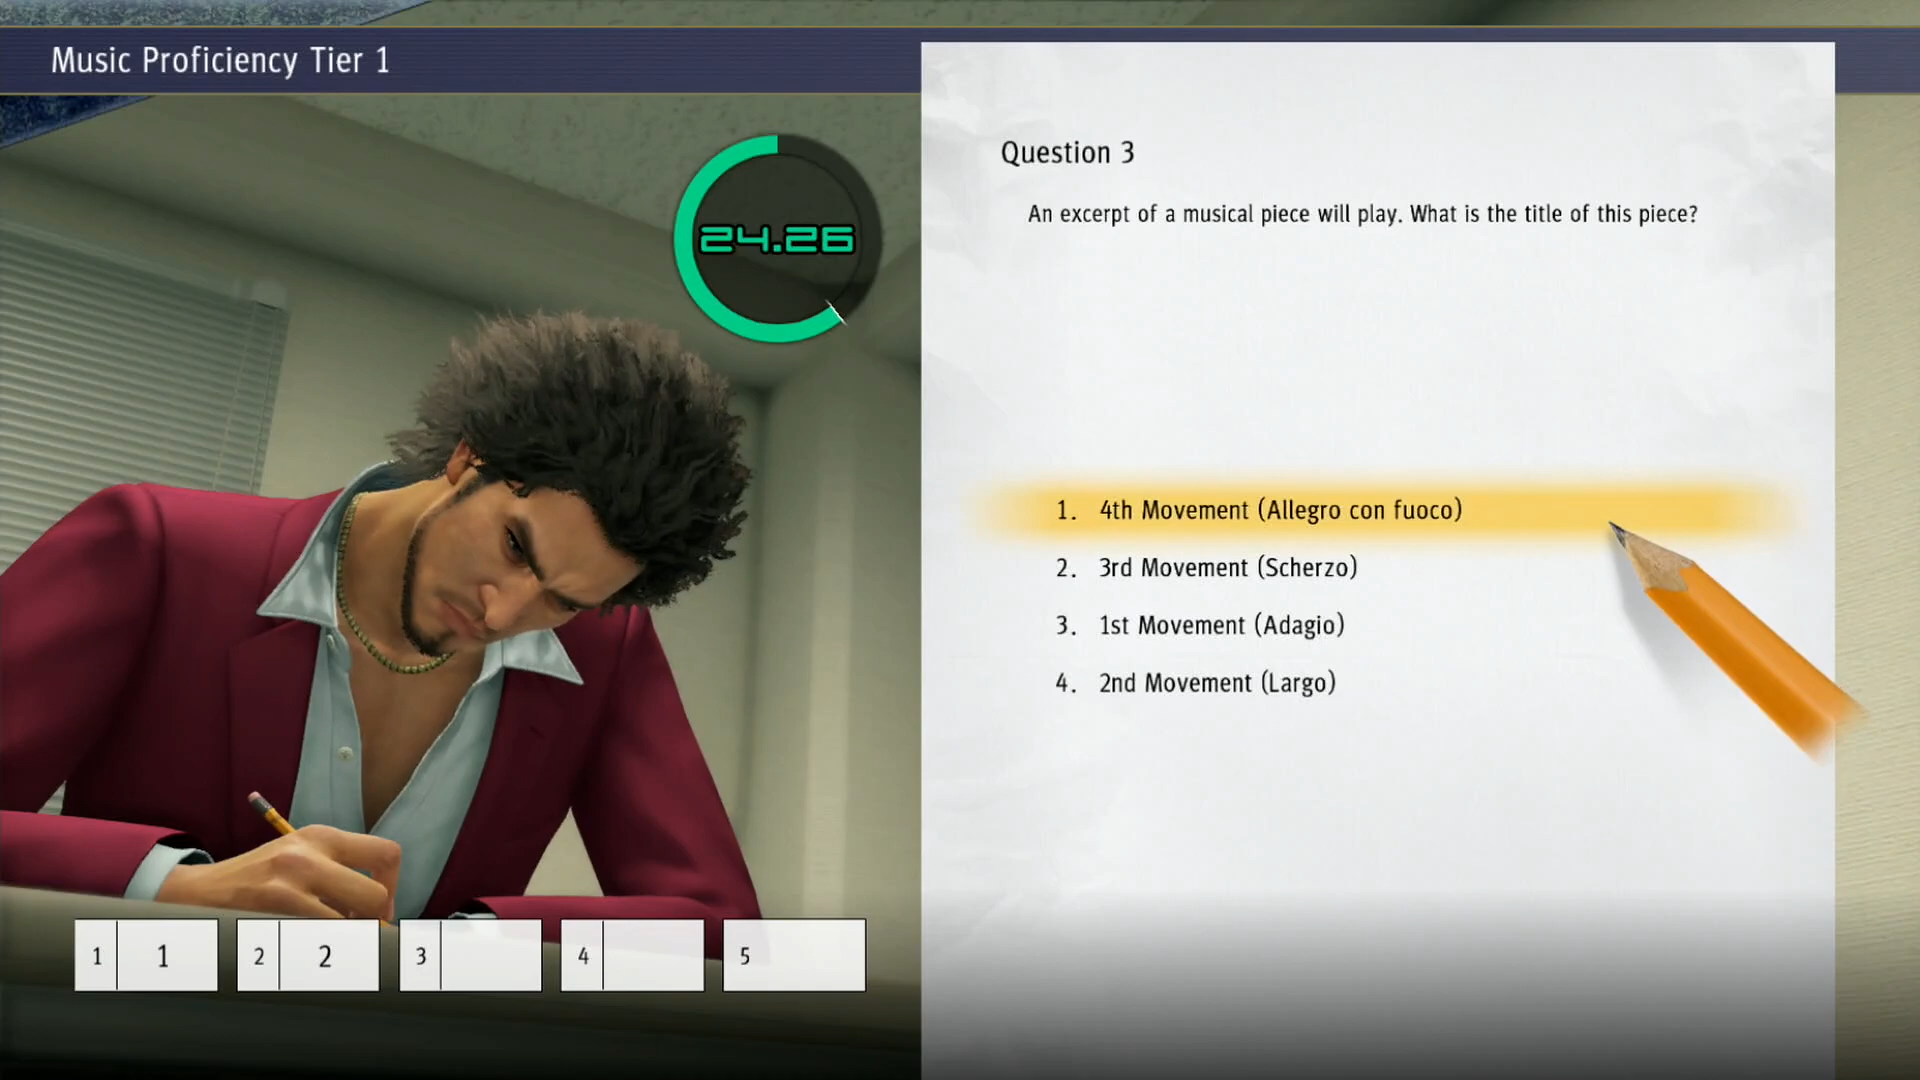 Music Proficiency Tier 1
24.26
Question 3
An excerpt of a musical piece will play. What is the title of this piece?
1. 4th Movement (Allegro con fuoco)
2. 3rd Movement (Scherzo)
3. 1st Movement (Adagio)
4. 2nd Movement (Largo)
1 1 2 2 3 4 5